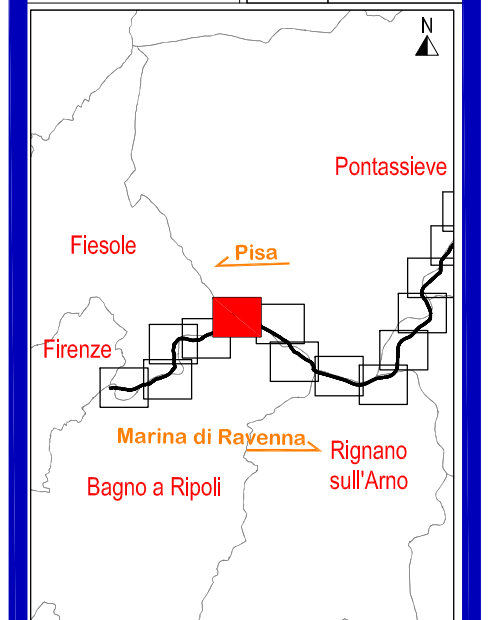 N
Pontassieve
Fiesole
Pisa
Firenze
Marina di Ravenna
Rignano
sull'Arno
Bagno a Ripoli